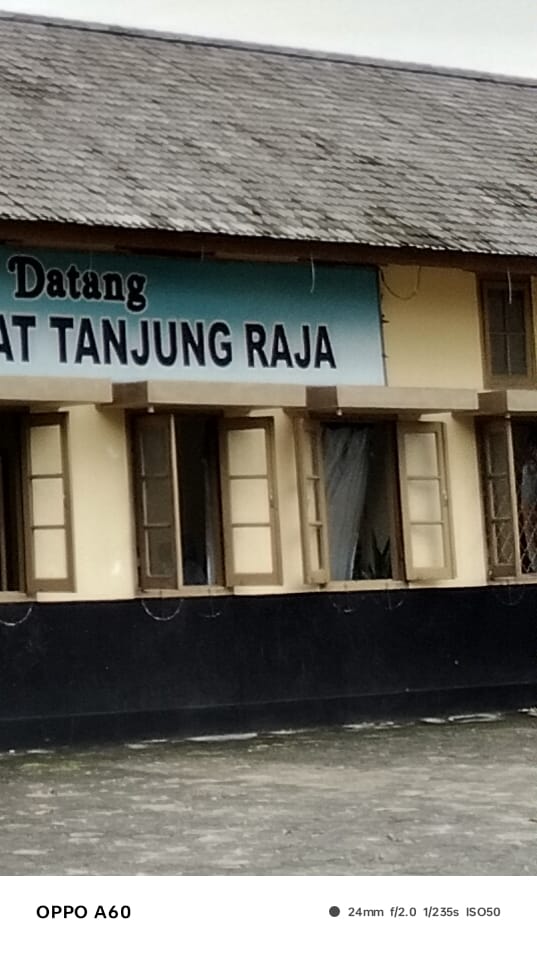 Datang
AT TANJUNG RAJA
OPPO A60
24mm f/2.0 1/235s ISO50